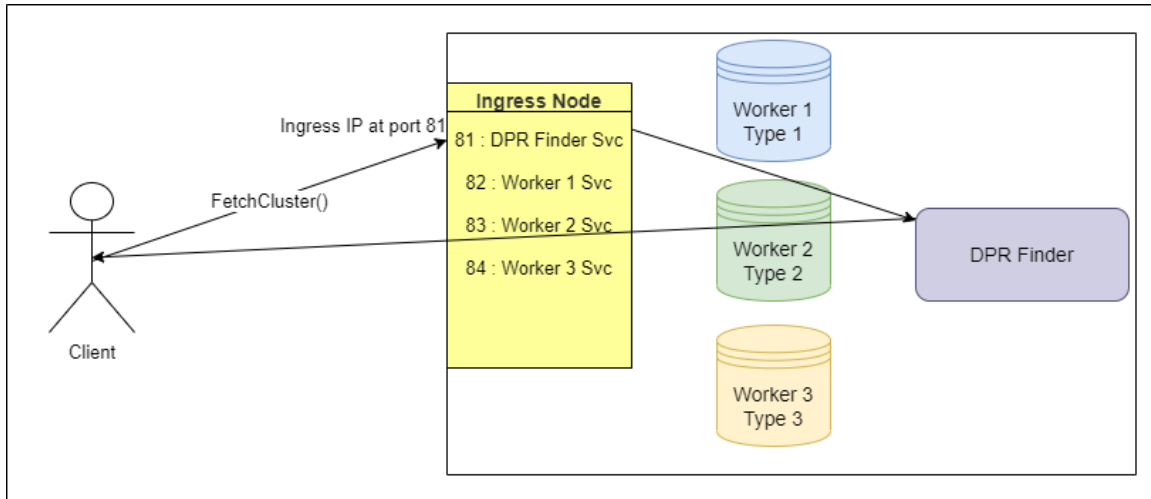 Ingress Node
Ingress IP at port 81
81 : DPR Finder Svc
82 : Worker 1 Svc
83 : Worker 2 Svc
84 : Worker 3 Svc
FetchCluster()
Client
Worker 1
Type 1
Worker 2
Type 2
Worker 3
Type 3
DPR Finder